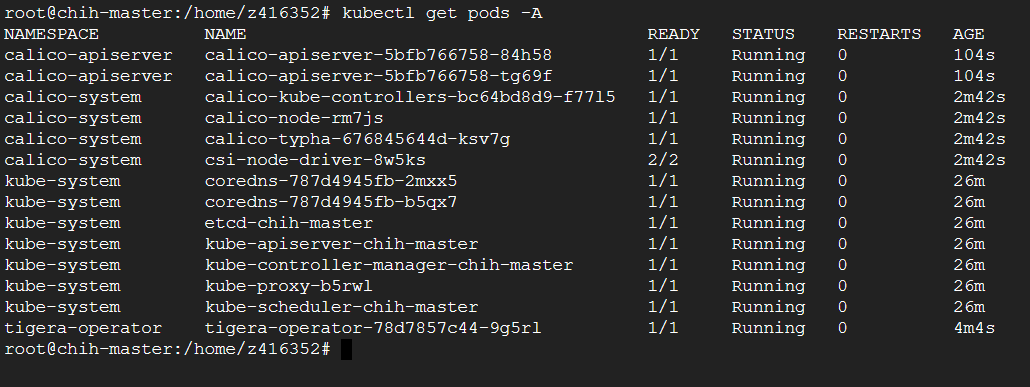 root@chih-master:/home/z416352# kubectl get pods -A
NAMESPACE NAME READY STATUS RESTARTS AGE
calico-apiserver calico-apiserver-5bfb766758-84h58 1/1 Running 0 104s
calico-apiserver calico-apiserver-5bfb766758-tg69f 1/1 Running 0 104s
calico-system calico-kube-controllers-bc64bd8d9-f77l5 1/1 Running 0 2m42s
calico-system calico-node-rm7js 1/1 Running 0 2m42s
calico-system calico-typha-676845644d-ksv7g 1/1 Running 0 2m42s
calico-system csi-node-driver-8w5ks 2/2 Running 0 2m42s
kube-system coredns-787d4945fb-2mxx5 1/1 Running 0 26m
kube-system coredns-787d4945fb-b5qx7 1/1 Running 0 26m
kube-system etcd-chih-master 1/1 Running 0 26m
kube-system kube-apiserver-chih-master 1/1 Running 0 26m
kube-system kube-controller-manager-chih-master 1/1 Running 0 26m
kube-system kube-proxy-b5rwl 1/1 Running 0 26m
kube-system kube-scheduler-chih-master 1/1 Running 0 26m
tigera-operator tigera-operator-78d7857c44-9g5rl 1/1 Running 0 4m4s
root@chih-master:/home/z416352#